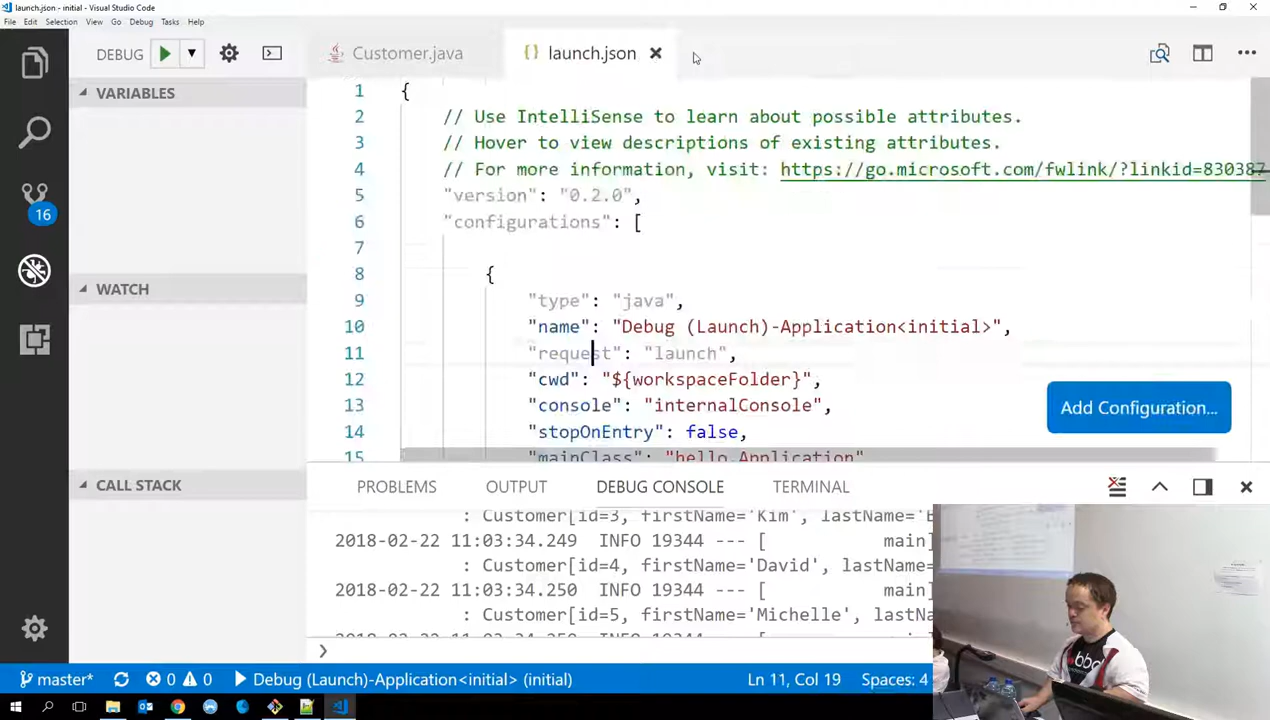 launch.json - initial - Visual Studio Code
File Edit Selection View Go Debug Tasks Help
DEBUG
Customer.java
{} launch.json
VARIABLES
WATCH
CALL STACK
16
1 {
2 // Use IntelliSense to learn about possible attributes.
3 // Hover to view descriptions of existing attributes.
4 // For more information, visit: https://go.microsoft.com/fwlink/?linkid=830387
5 "version": "0.2.0",
6 "configurations": [
7
8 {
9 "type": "java",
10 "name": "Debug (Launch)-Application<initial>",
11 "request": "launch",
12 "cwd": "${workspaceFolder}",
13 "console": "internalConsole",
14 "stopOnEntry": false,
15 "mainClass": "hello.Application"
Add Configuration...
PROBLEMS OUTPUT DEBUG CONSOLE TERMINAL
: Customer[id=3, firstName='Kim', lastName='B
2018-02-22 11:03:34.249 INFO 19344 --- [ main]
: Customer[id=4, firstName='David', lastName=
2018-02-22 11:03:34.250 INFO 19344 --- [ main]
: Customer[id=5, firstName='Michelle', lastNa
bbd
master* 0 0 Debug (Launch)-Application<initial> (initial) Ln 11, Col 19 Spaces: 4